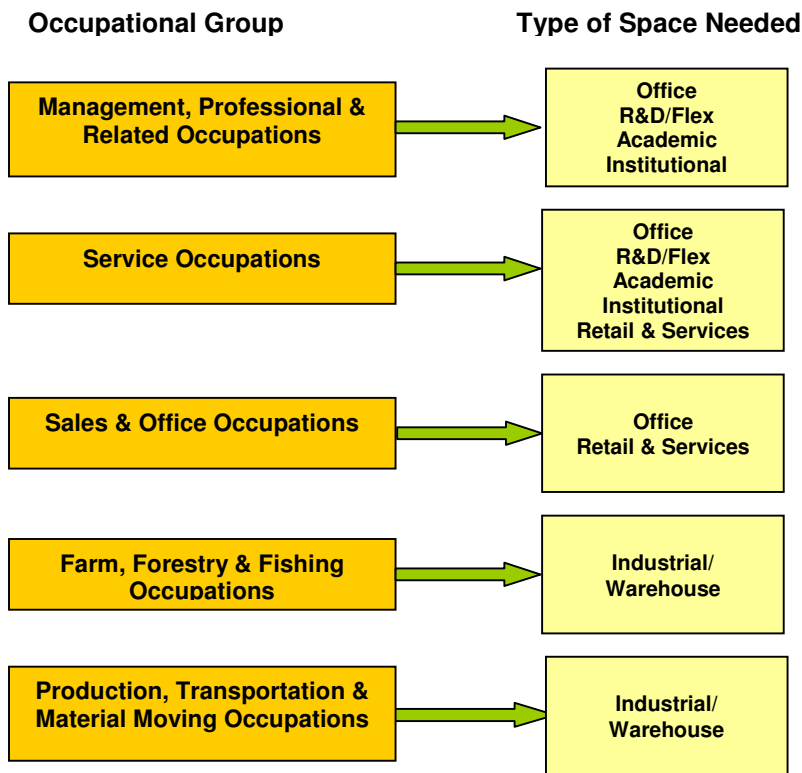 Occupational Group
Type of Space Needed
Management, Professional &
Related Occupations
Office
R&D/Flex
Academic
Institutional
Service Occupations
Office
R&D/Flex
Academic
Institutional
Retail & Services
Sales & Office Occupations
Office
Retail & Services
Farm, Forestry & Fishing
Occupations
Industrial/
Warehouse
Production, Transportation &
Material Moving Occupations
Industrial/
Warehouse